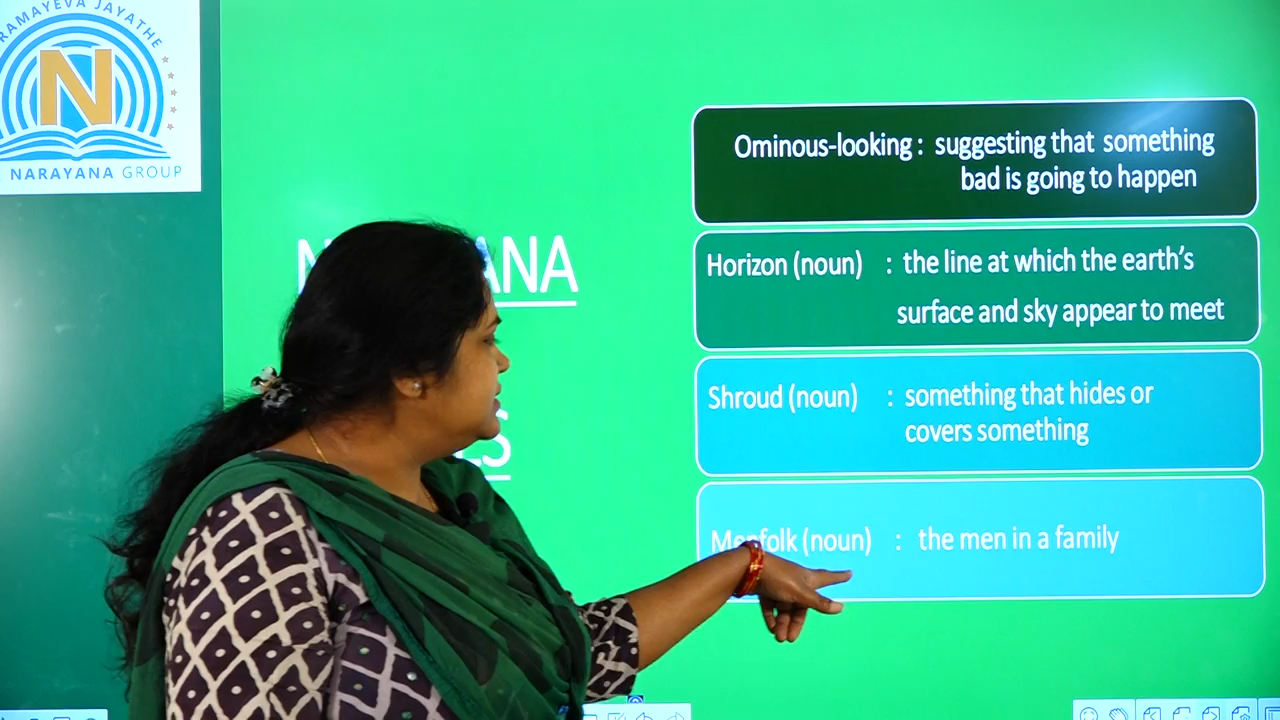 RAMAYEVA JAYATHE
N
NARAYANA GROUP
Ominous-looking : suggesting that something
bad is going to happen
Horizon (noun) : the line at which the earth's
surface and sky appear to meet
Shroud (noun) : something that hides or
covers something
Menfolk (noun) : the men in a family